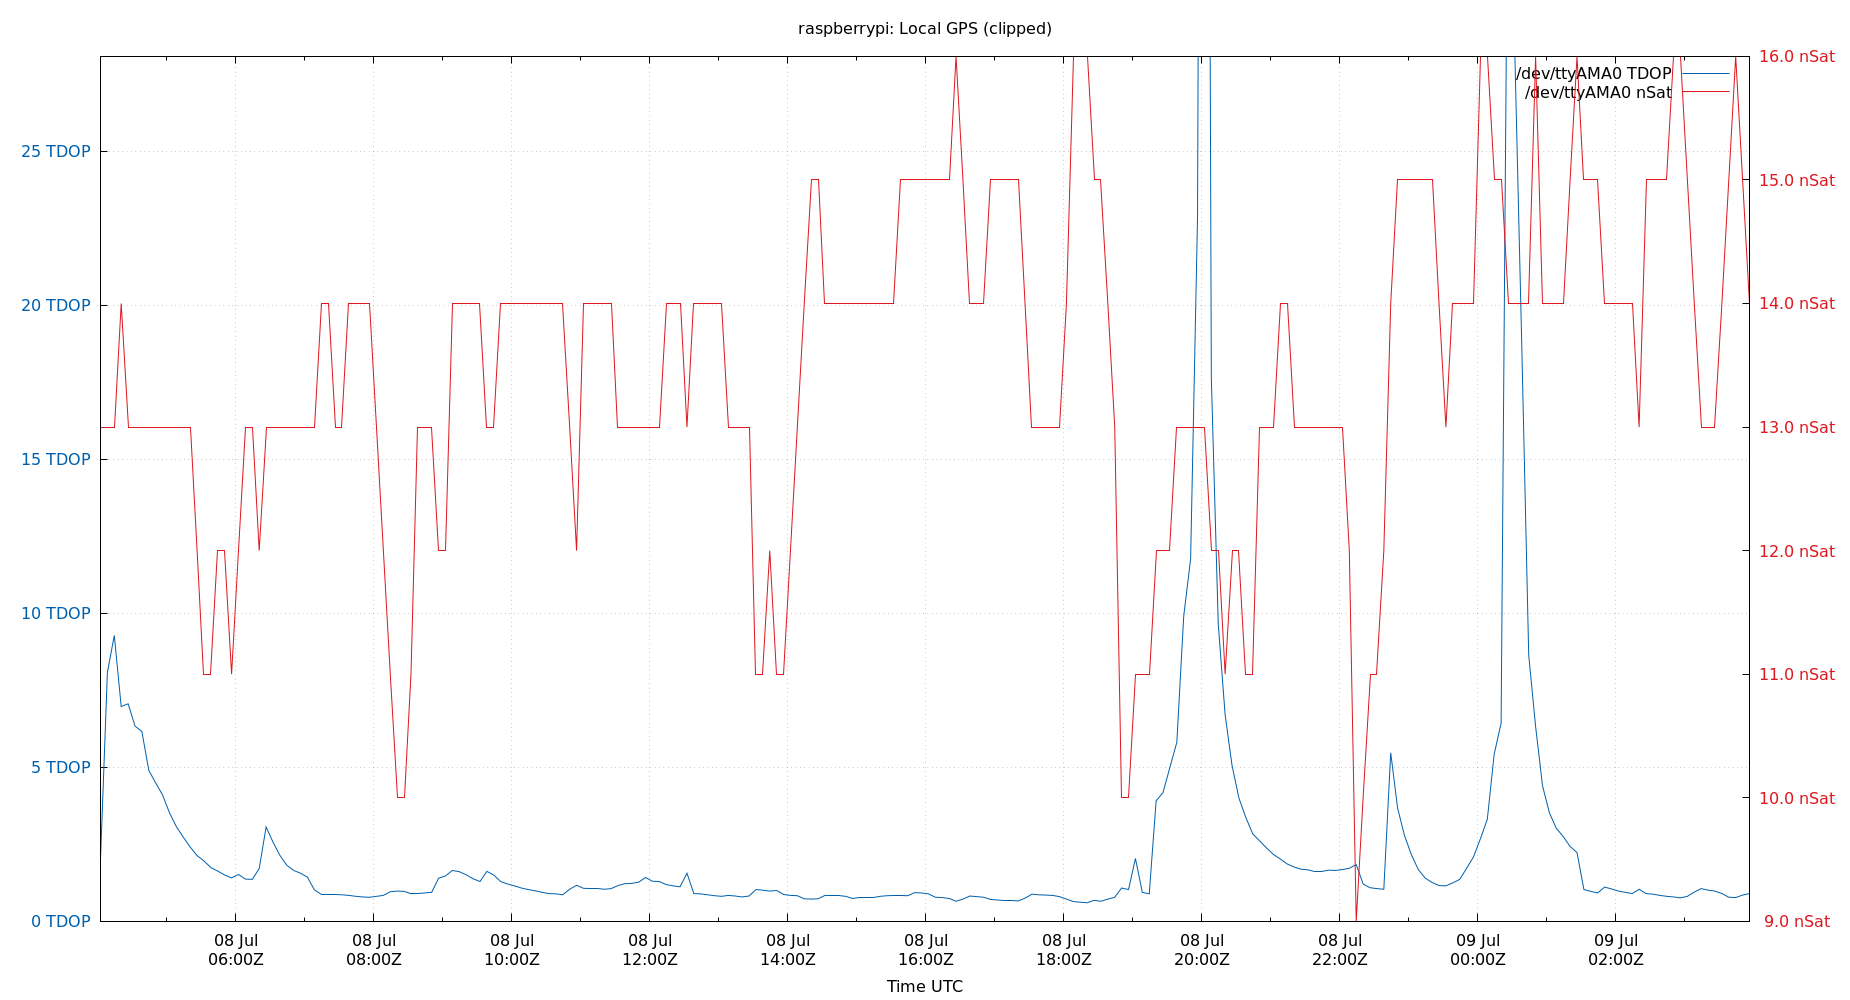 raspberrypi: Local GPS (clipped)
16.0 nSat
/dev/ttyAMA0 TDOP
/dev/ttyAMA0 nSat
25 TDOP
15.0 nSat
20 TDOP
14.0 nSat
13.0 nSat
15 TDOP
12.0 nSat
10 TDOP
11.0 nSat
5 TDOP
10.0 nSat
0 TDOP
9.0 nSat
08 Jul
06:00Z
08 Jul
08:00Z
08 Jul
10:00Z
08 Jul
12:00Z
08 Jul
14:00Z
08 Jul
16:00Z
08 Jul
18:00Z
08 Jul
20:00Z
08 Jul
22:00Z
09 Jul
00:00Z
09 Jul
02:00Z
Time UTC